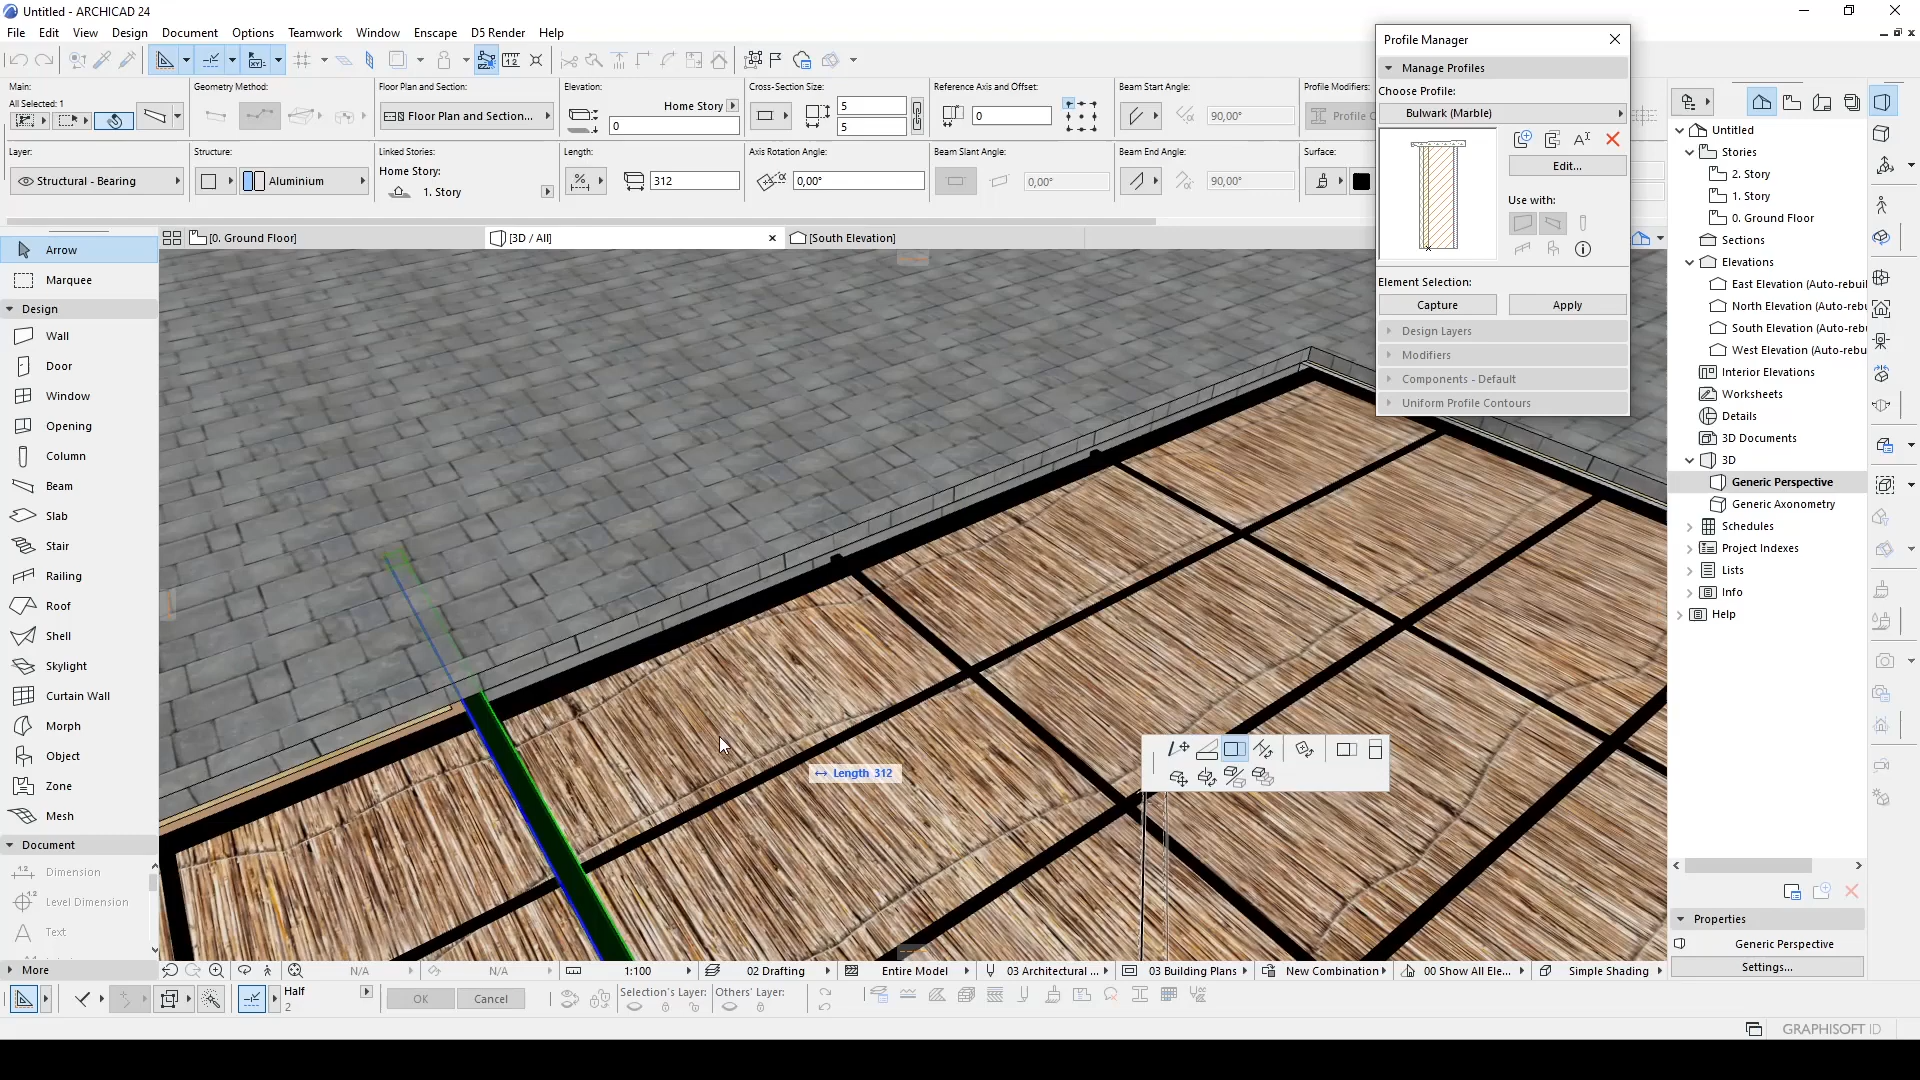 Untitled - ARCHICAD 24
File Edit View Design Document Options Teamwork Window Enscape D5 Render Help
Main:
All Selected: 1
Geometry Method:
Floor Plan and Section:
Floor Plan and Section...
Elevation:
Home Story
0
Cross-Section Size:
5
5
Reference Axis and Offset:
0
Beam Start Angle:
90,00°
Profile Modifiers:
Layer:
Structural - Bearing
Structure:
Aluminium
Linked Stories:
Home Story:
1. Story
Length:
312
Axis Rotation Angle:
0,00°
Beam Slant Angle:
0,00°
Beam End Angle:
90,00°
Surface:
[0. Ground Floor]
[3D / All]
[South Elevation]
Arrow
Marquee
Design
Wall
Door
Window
Opening
Column
Beam
Slab
Stair
Railing
Roof
Shell
Skylight
Curtain Wall
Morph
Object
Zone
Mesh
Document
Dimension
Level Dimension
Text
More
Length 312
Profile Manager
Manage Profiles
Choose Profile:
Bulwark (Marble)
Edit...
Use with:
Element Selection:
Capture
Apply
Design Layers
Modifiers
Components - Default
Uniform Profile Contours
Untitled
Stories
2. Story
1. Story
0. Ground Floor
Sections
Elevations
East Elevation (Auto-rebuil
North Elevation (Auto-rebu
South Elevation (Auto-rebu
West Elevation (Auto-rebu
Interior Elevations
Worksheets
Details
3D Documents
3D
Generic Perspective
Generic Axonometry
Schedules
Project Indexes
Lists
Info
Help
Properties
Generic Perspective
Settings...
N/A
N/A
1:100
02 Drafting
Entire Model
03 Architectural ...
03 Building Plans
New Combination
00 Show All Ele...
Simple Shading
Half
2
OK
Cancel
Selection's Layer:
Others' Layer:
GRAPHISOFT ID